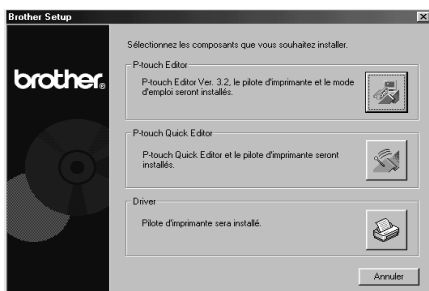 Brother Setup
Sélectionnez les composants que vous souhaitez installer.
brother®
P-touch Editor
P-touch Editor Ver. 3.2, le pilote d'imprimante et le mode
d'emploi seront installés.
P-touch Quick Editor
P-touch Quick Editor et le pilote d'imprimante seront
installés.
Driver
Pilote d'imprimante sera installé.
Annuler